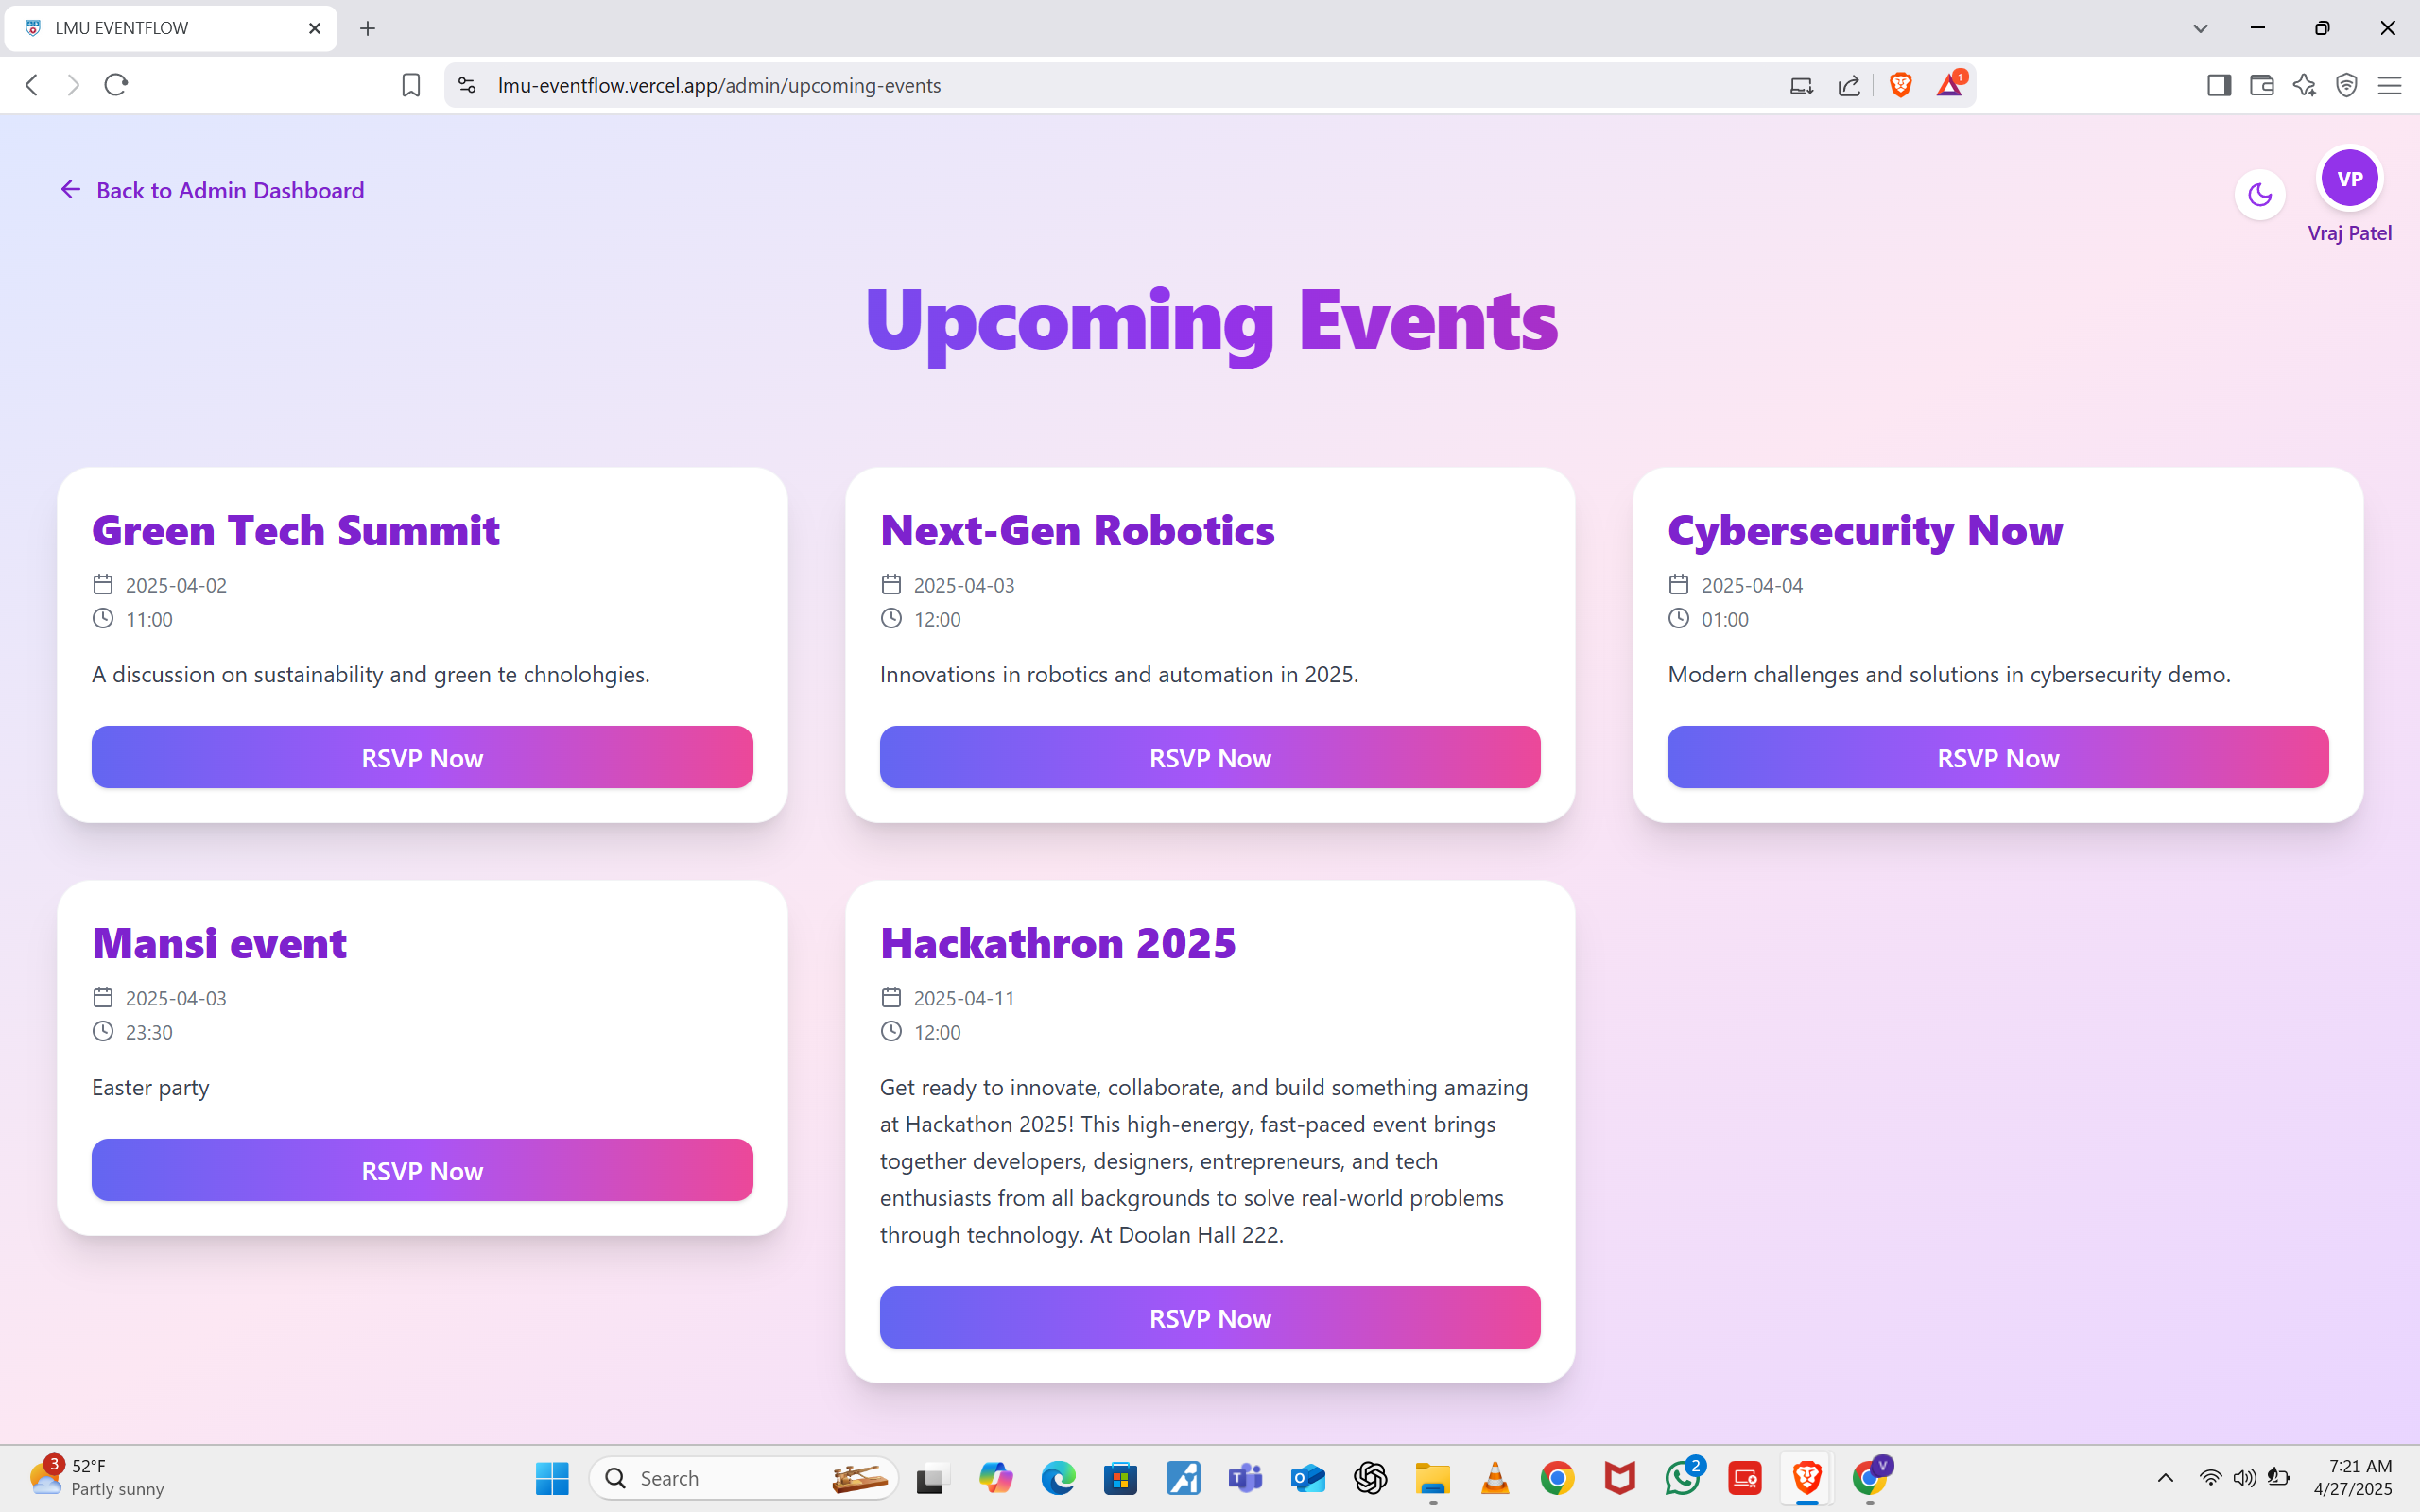 LMU EVENTFLOW
lmu-eventflow.vercel.app/admin/upcoming-events
1
Back to Admin Dashboard
VP
Vraj Patel
Upcoming Events
Green Tech Summit
2025-04-02
11:00
A discussion on sustainability and green te chnolohgies.
RSVP Now
Next-Gen Robotics
2025-04-03
12:00
Innovations in robotics and automation in 2025.
RSVP Now
Cybersecurity Now
2025-04-04
01:00
Modern challenges and solutions in cybersecurity demo.
RSVP Now
Mansi event
2025-04-03
23:30
Easter party
RSVP Now
Hackathron 2025
2025-04-11
12:00
Get ready to innovate, collaborate, and build something amazing
at Hackathon 2025! This high-energy, fast-paced event brings
together developers, designers, entrepreneurs, and tech
enthusiasts from all backgrounds to solve real-world problems
through technology. At Doolan Hall 222.
RSVP Now
3
52°F
Partly sunny
Search
2
V
7:21 AM
4/27/2025